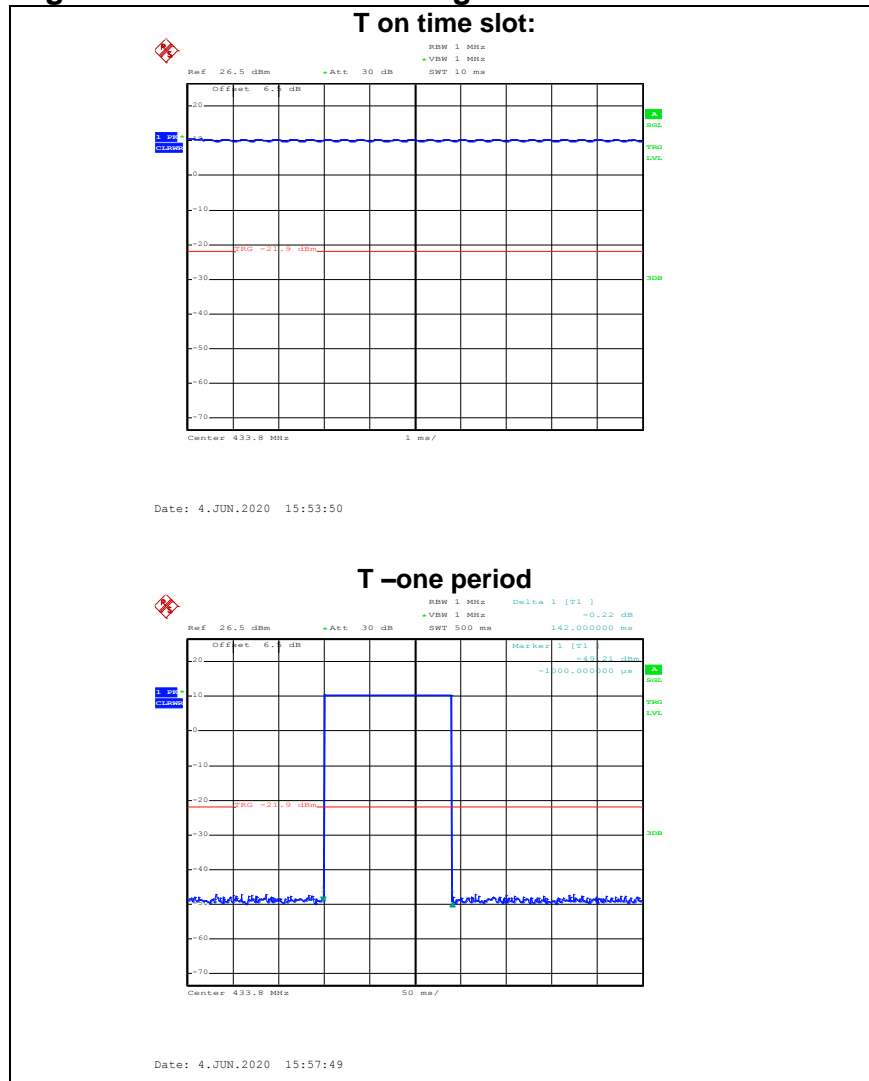 T on time slot:
RBW 1 MHz
* VBW 1 MHz
Ref 26.5 dBm * Att 30 dB SWT 10 ms
Offset 6.5 dB
20
A
SGL
1 PK *
CLRWR
10
TRG
LVL
0
-10
-20
TRG -21.9 dBm
-30
3DB
-40
-50
-60
-70
Center 433.8 MHz 1 ms/
Date: 4.JUN.2020 15:53:50
T –one period
RBW 1 MHz Delta 1 [T1 ]
* VBW 1 MHz -0.22 dB
Ref 26.5 dBm * Att 30 dB SWT 500 ms 142.000000 ms
Offset 6.5 dB Marker 1 [T1 ]
20 -49.21 dBm
A
-1000.000000 µs
SGL
1 PK *
CLRWR
10
TRG
LVL
0
-10
-20
TRG -21.9 dBm
-30
3DB
-40
-50
-60
-70
Center 433.8 MHz 50 ms/
Date: 4.JUN.2020 15:57:49